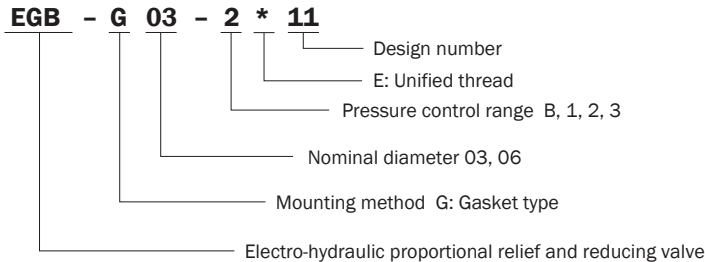 EGB – G 03 – 2 * 11
Design number
E: Unified thread
Pressure control range B, 1, 2, 3
Nominal diameter 03, 06
Mounting method G: Gasket type
Electro-hydraulic proportional relief and reducing valve